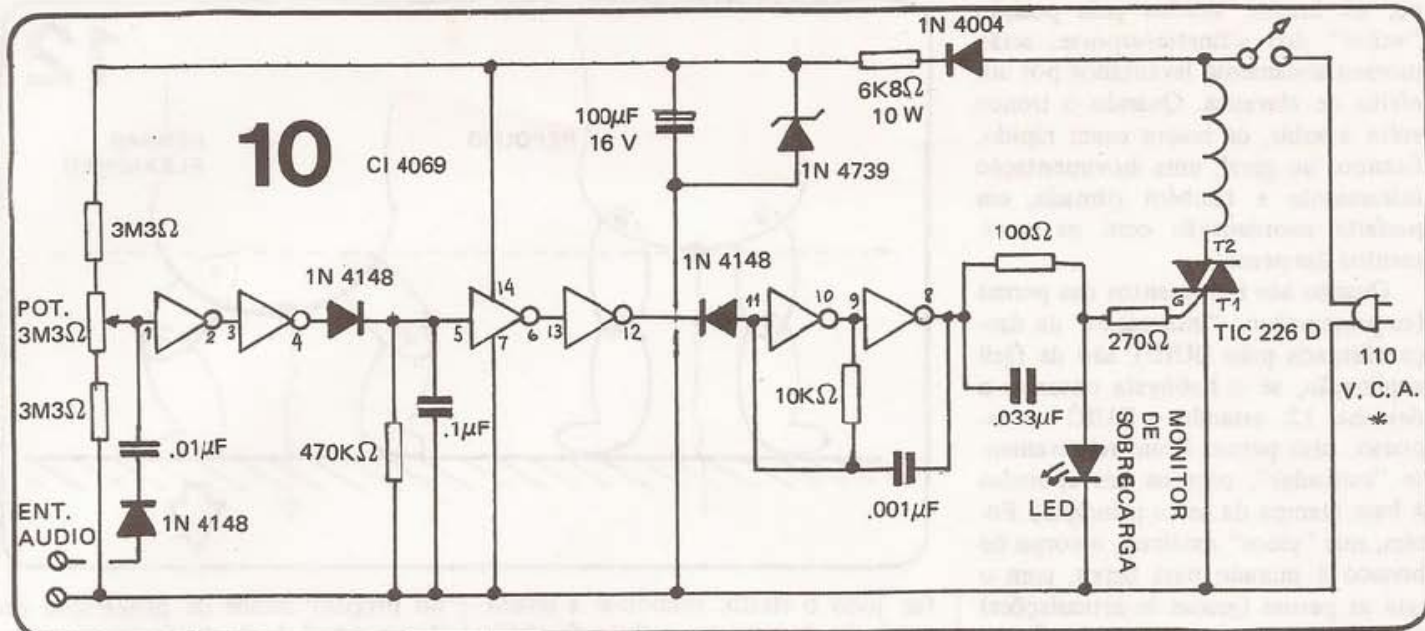 1N 4004
6K8Ω
10 W
100µF
16 V
10
CI 4069
1N 4739
3M3Ω
1N 4148
14
1N 4148
100Ω
T2
POT.
3M3Ω
1
2
3
4
5
7
6
13
12
11
10
9
8
G
T1
270Ω
TIC 226 D
110
V. C. A.
*
3M3Ω
.01µF
470KΩ
.1µF
10KΩ
.033µF
MONITOR
DE
SOBRECARGA
1N 4148
ENT.
AUDIO
.001µF
LED